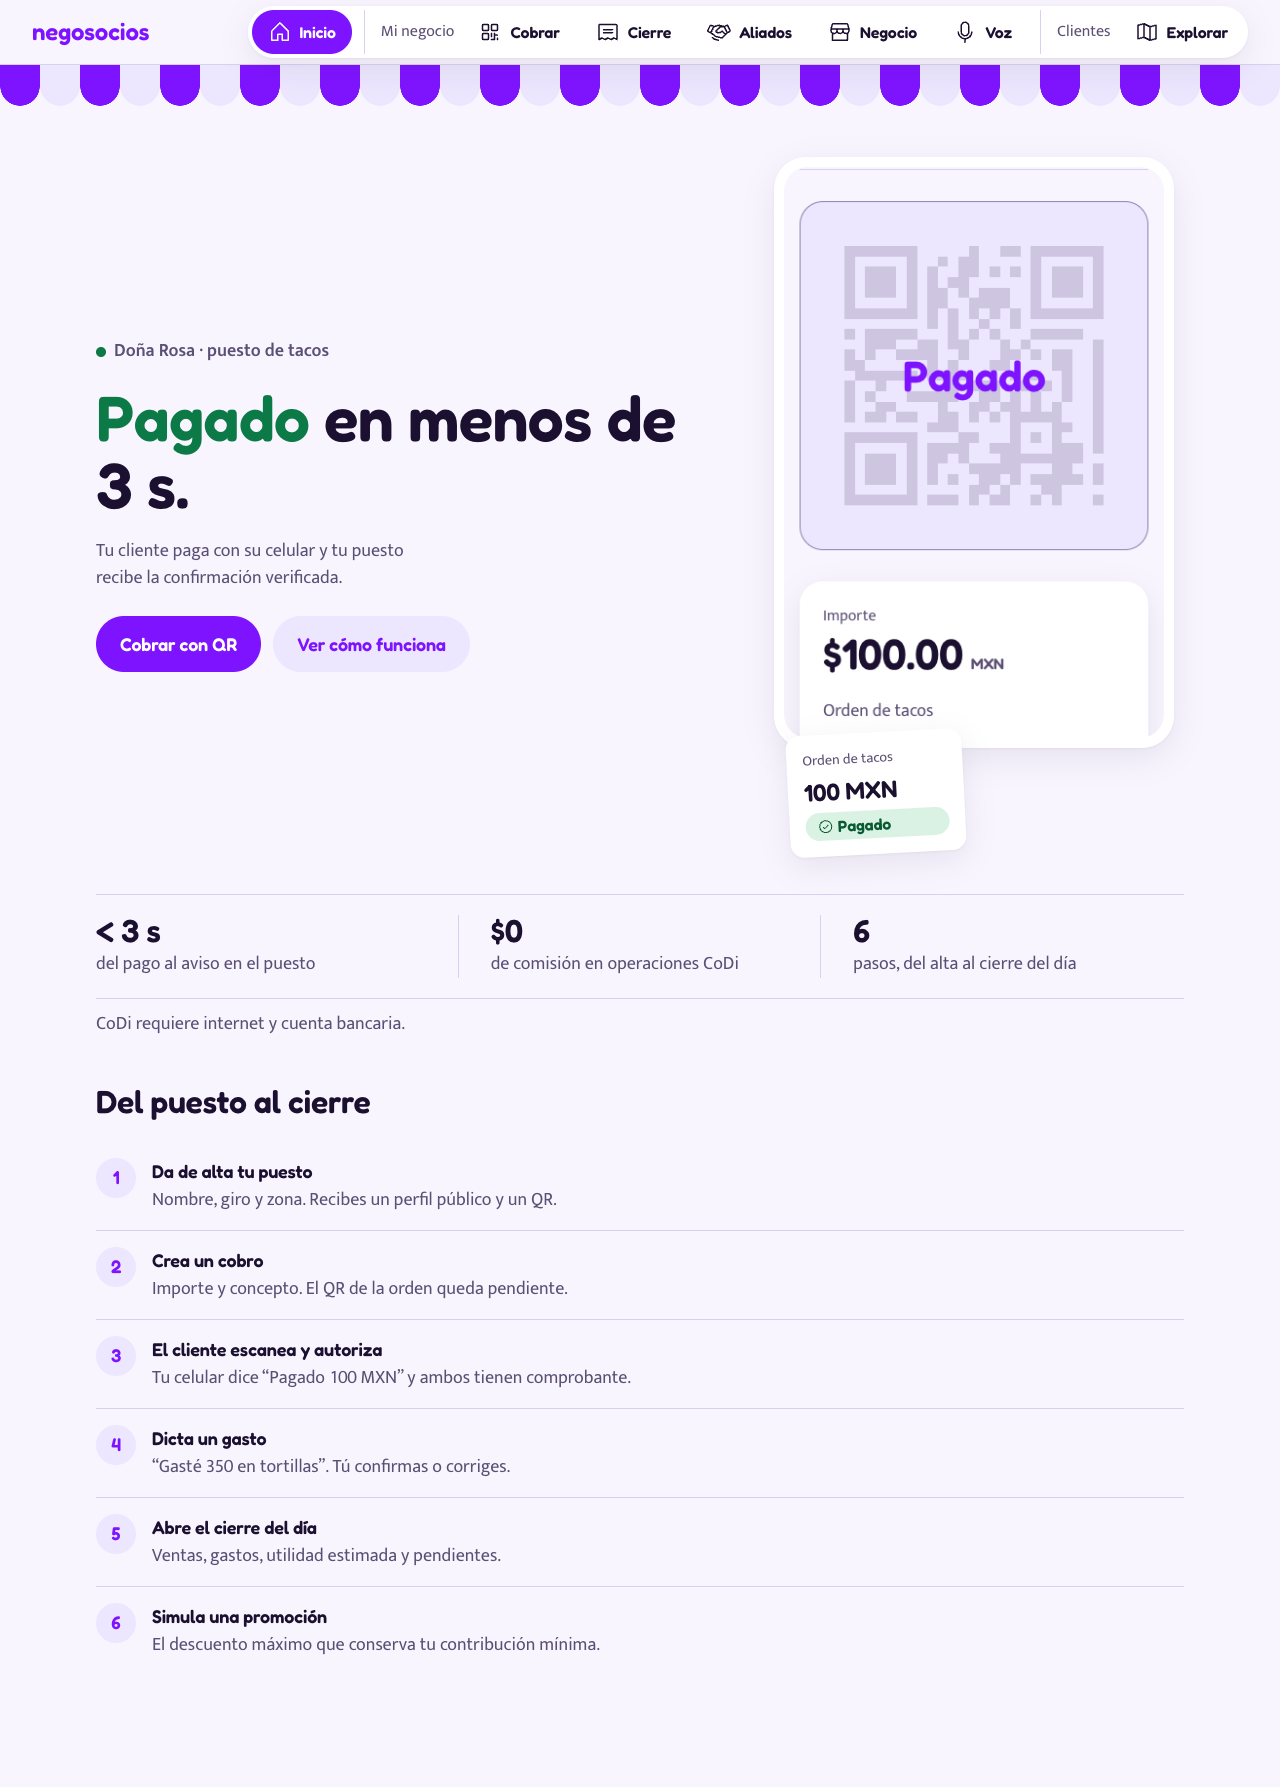 negosocios
Inicio
Mi negocio
Cobrar
Cierre
Aliados
Negocio
Voz
Clientes
Explorar
Doña Rosa · puesto de tacos
Pagado en menos de
3 s.
Tu cliente paga con su celular y tu puesto
recibe la confirmación verificada.
Cobrar con QR
Ver cómo funciona
Pagado
Importe
$100.00 MXN
Orden de tacos
Orden de tacos
100 MXN
Pagado
< 3 s
del pago al aviso en el puesto
$0
de comisión en operaciones CoDi
6
pasos, del alta al cierre del día
CoDi requiere internet y cuenta bancaria.
Del puesto al cierre
1
Da de alta tu puesto
Nombre, giro y zona. Recibes un perfil público y un QR.
2
Crea un cobro
Importe y concepto. El QR de la orden queda pendiente.
3
El cliente escanea y autoriza
Tu celular dice “Pagado 100 MXN” y ambos tienen comprobante.
4
Dicta un gasto
“Gasté 350 en tortillas”. Tú confirmas o corriges.
5
Abre el cierre del día
Ventas, gastos, utilidad estimada y pendientes.
6
Simula una promoción
El descuento máximo que conserva tu contribución mínima.